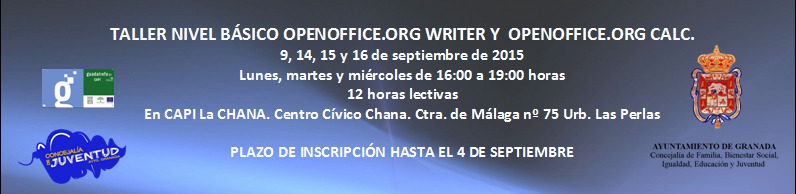 TALLER NIVEL BÁSICO OPENOFFICE.ORG WRITER Y OPENOFFICE.ORG CALC.
9, 14, 15 y 16 de septiembre de 2015
Lunes, martes y miércoles de 16:00 a 19:00 horas
12 horas lectivas
En CAPI La CHANA. Centro Cívico Chana. Ctra. de Málaga nº 75 Urb. Las Perlas
PLAZO DE INSCRIPCIÓN HASTA EL 4 DE SEPTIEMBRE
g
guadalinfo
CAPI
CONCEJALÍA
DE JUVENTUD
AYTO. GRANADA
AYUNTAMIENTO DE GRANADA
Concejalía de Familia, Bienestar Social,
Igualdad, Educación y Juventud